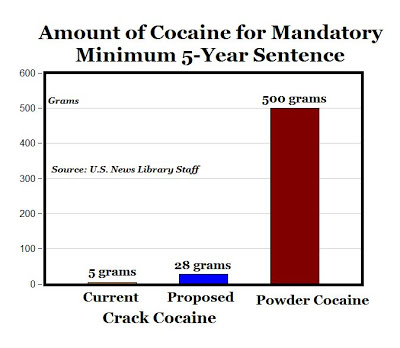 Amount of Cocaine for Mandatory
Minimum 5-Year Sentence
600
Grams
500 grams
500
400
Source: U.S. News Library Staff
300
200
100
5 grams
28 grams
0
Current
Proposed
Powder Cocaine
Crack Cocaine